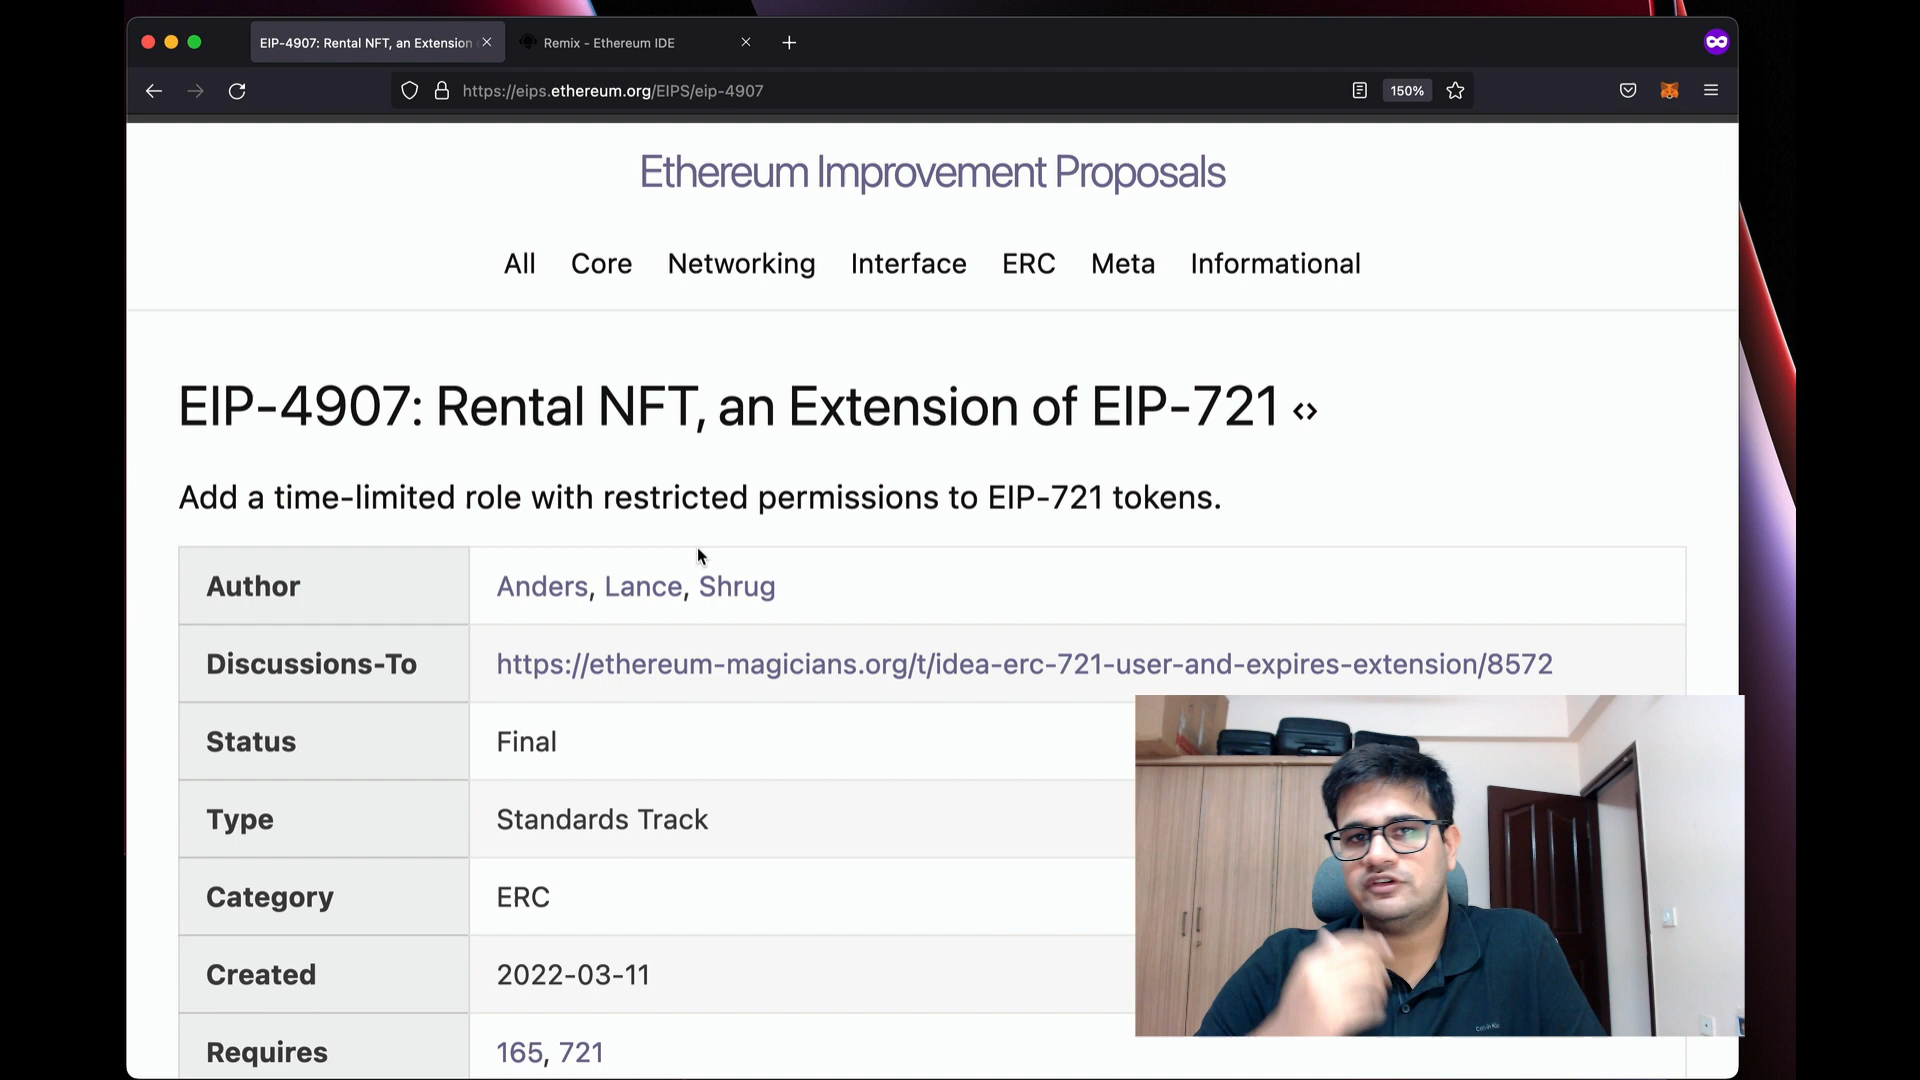 EIP-4907: Rental NFT, an Extension
Remix - Ethereum IDE
https://eips.ethereum.org/EIPS/eip-4907
150%
Ethereum Improvement Proposals
All Core Networking Interface ERC Meta Informational
EIP-4907: Rental NFT, an Extension of EIP-721 <>
Add a time-limited role with restricted permissions to EIP-721 tokens.
Author Anders, Lance, Shrug
Discussions-To https://ethereum-magicians.org/t/idea-erc-721-user-and-expires-extension/8572
Status Final
Type Standards Track
Category ERC
Created 2022-03-11
Requires 165, 721